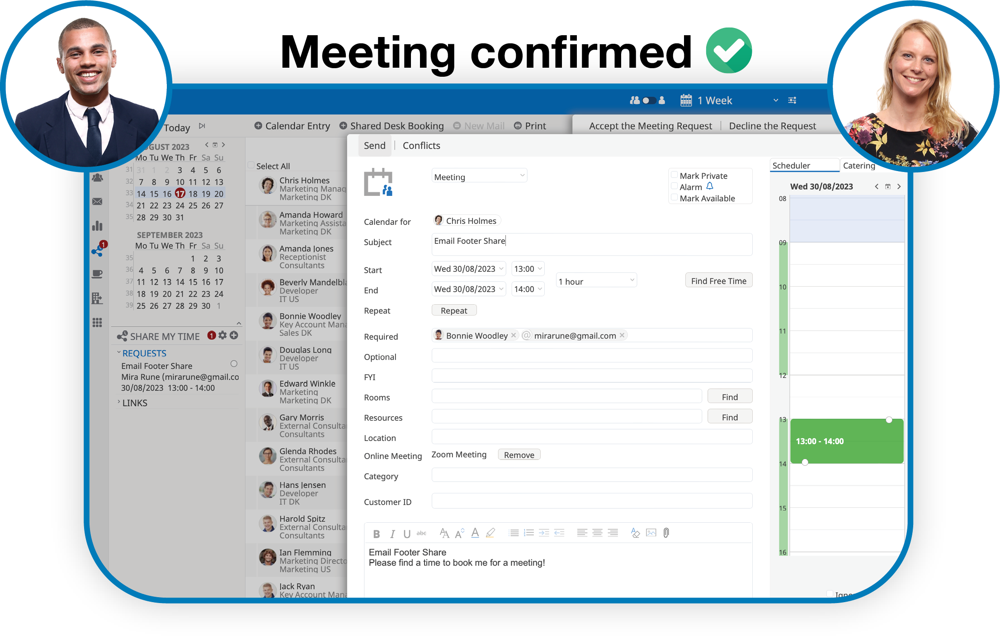 Meeting confirmed
1 Week
Today
Calendar Entry
Shared Desk Booking
New Mail
Print
Accept the Meeting Request
Decline the Request
GUST 2023
Mo Tu We Th Fr Sa Su
31 31 1 2 3 4 5 6
32 7 8 9 10 11 12 13
33 14 15 16 17 18 19 20
34 21 22 23 24 25 26 27
35 28 29 30 31
SEPTEMBER 2023
Mo Tu We Th Fr Sa Su
35 1 2 3
36 4 5 6 7 8 9 10
37 11 12 13 14 15 16 17
38 18 19 20 21 22 23 24
39 25 26 27 28 29 30 1
1
SHARE MY TIME 1
REQUESTS
Email Footer Share
Mira Rune (mirarune@gmail.co
30/08/2023 13:00 - 14:00
LINKS
Select All
Chris Holmes
Marketing Manag
Marketing DK
Amanda Howard
Marketing Assista
Marketing DK
Amanda Jones
Receptionist
Consultants
Beverly Mandelbla
Developer
IT US
Bonnie Woodley
Key Account Mana
Sales DK
Douglas Long
Developer
IT US
Edward Winkle
Marketing
Marketing DK
Gary Morris
External Consulta
Consultants
Glenda Rhodes
External Consulta
Consultants
Hans Jensen
Developer
IT DK
Harold Spitz
External Consulta
Consultants
Ian Flemming
Marketing Directo
Marketing US
Jack Ryan
Key Account Mana
Send
Conflicts
Meeting
Mark Private
Alarm
Mark Available
Calendar for Chris Holmes
Subject Email Footer Share
Start Wed 30/08/2023 13:00
1 hour
Find Free Time
End Wed 30/08/2023 14:00
Repeat Repeat
Required Bonnie Woodley × @ mirarune@gmail.com ×
Optional
FYI
Rooms Find
Resources Find
Location
Online Meeting Zoom Meeting Remove
Category
Customer ID
B I U abc AA A A
Email Footer Share
Please find a time to book me for a meeting!
Scheduler
Catering
Wed 30/08/2023
08
09
10
11
12
13
13:00 - 14:00
14
15
16